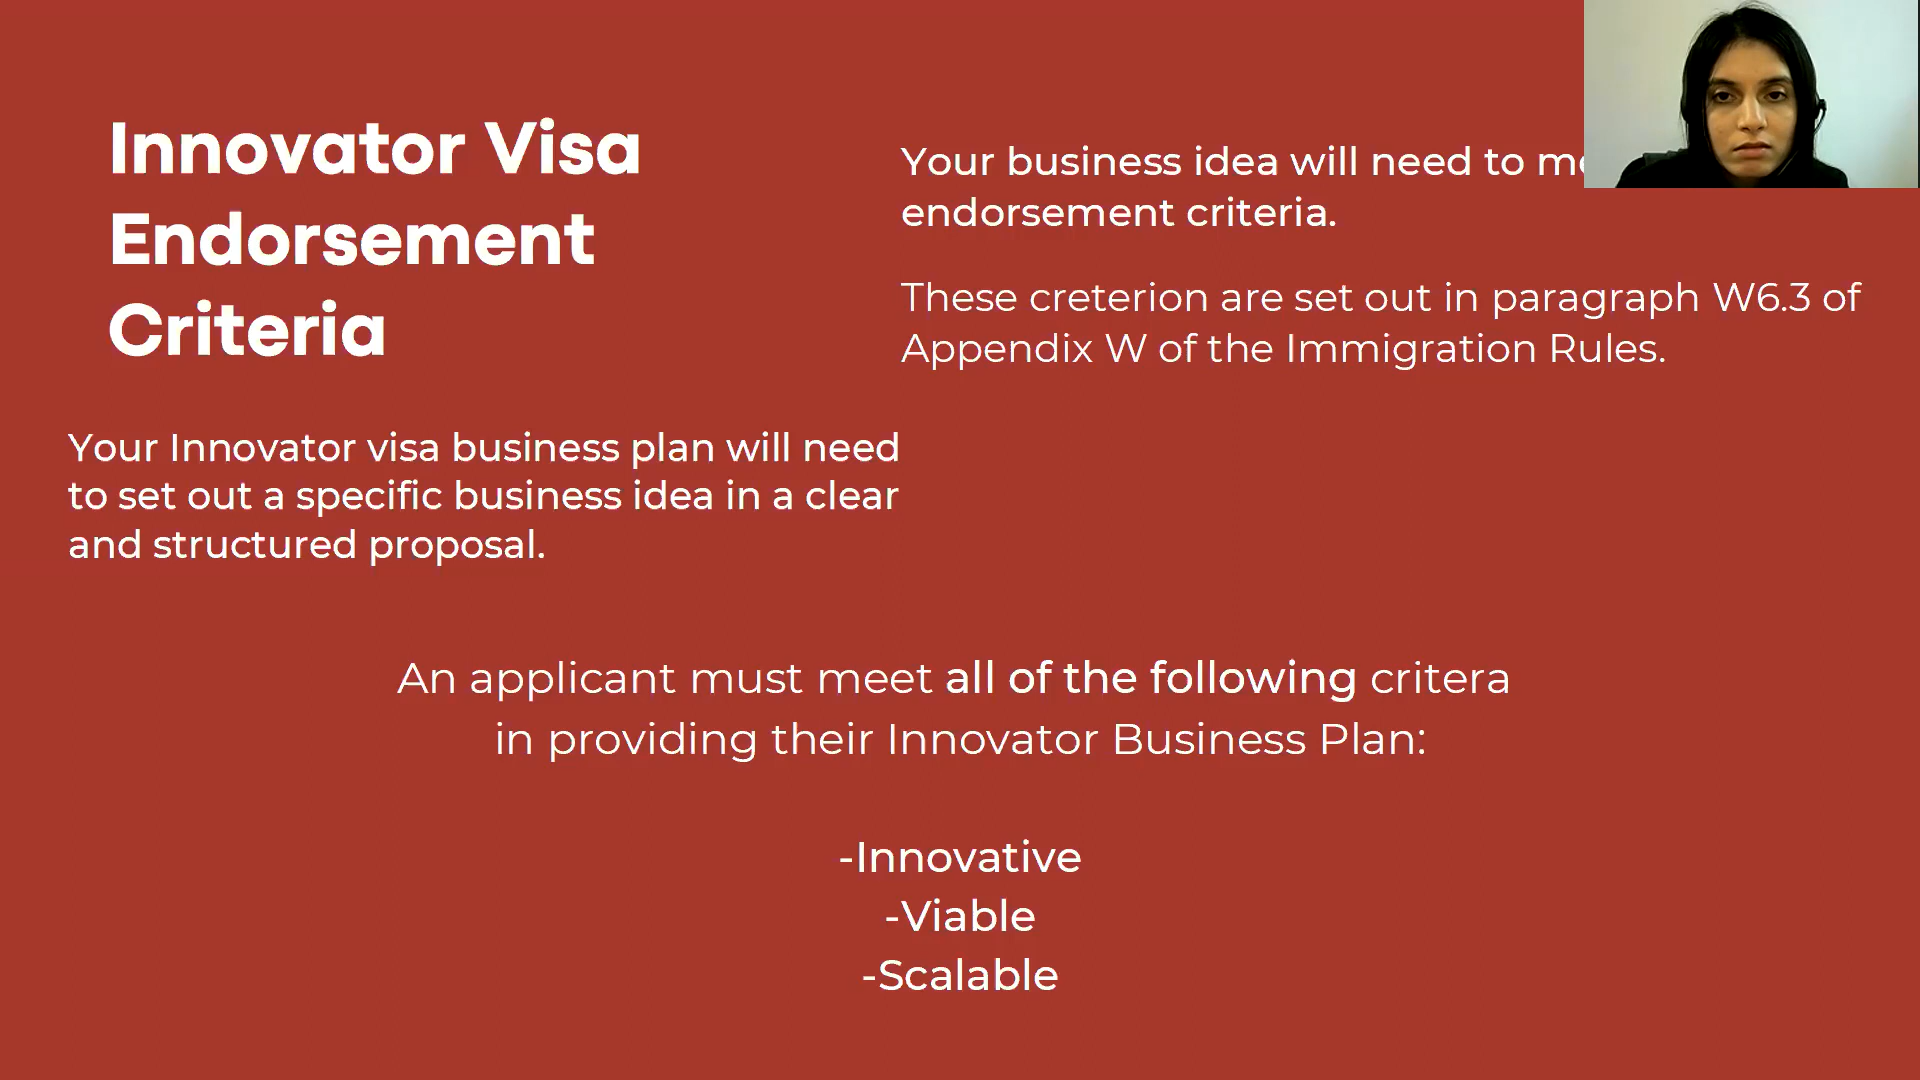 Innovator Visa
Endorsement
Criteria
Your Innovator visa business plan will need
to set out a specific business idea in a clear
and structured proposal.
Your business idea will need to
endorsement criteria.
These creterion are set out in paragraph W6.3 of
Appendix W of the Immigration Rules.
An applicant must meet all of the following critera
in providing their Innovator Business Plan:
-Innovative
-Viable
-Scalable